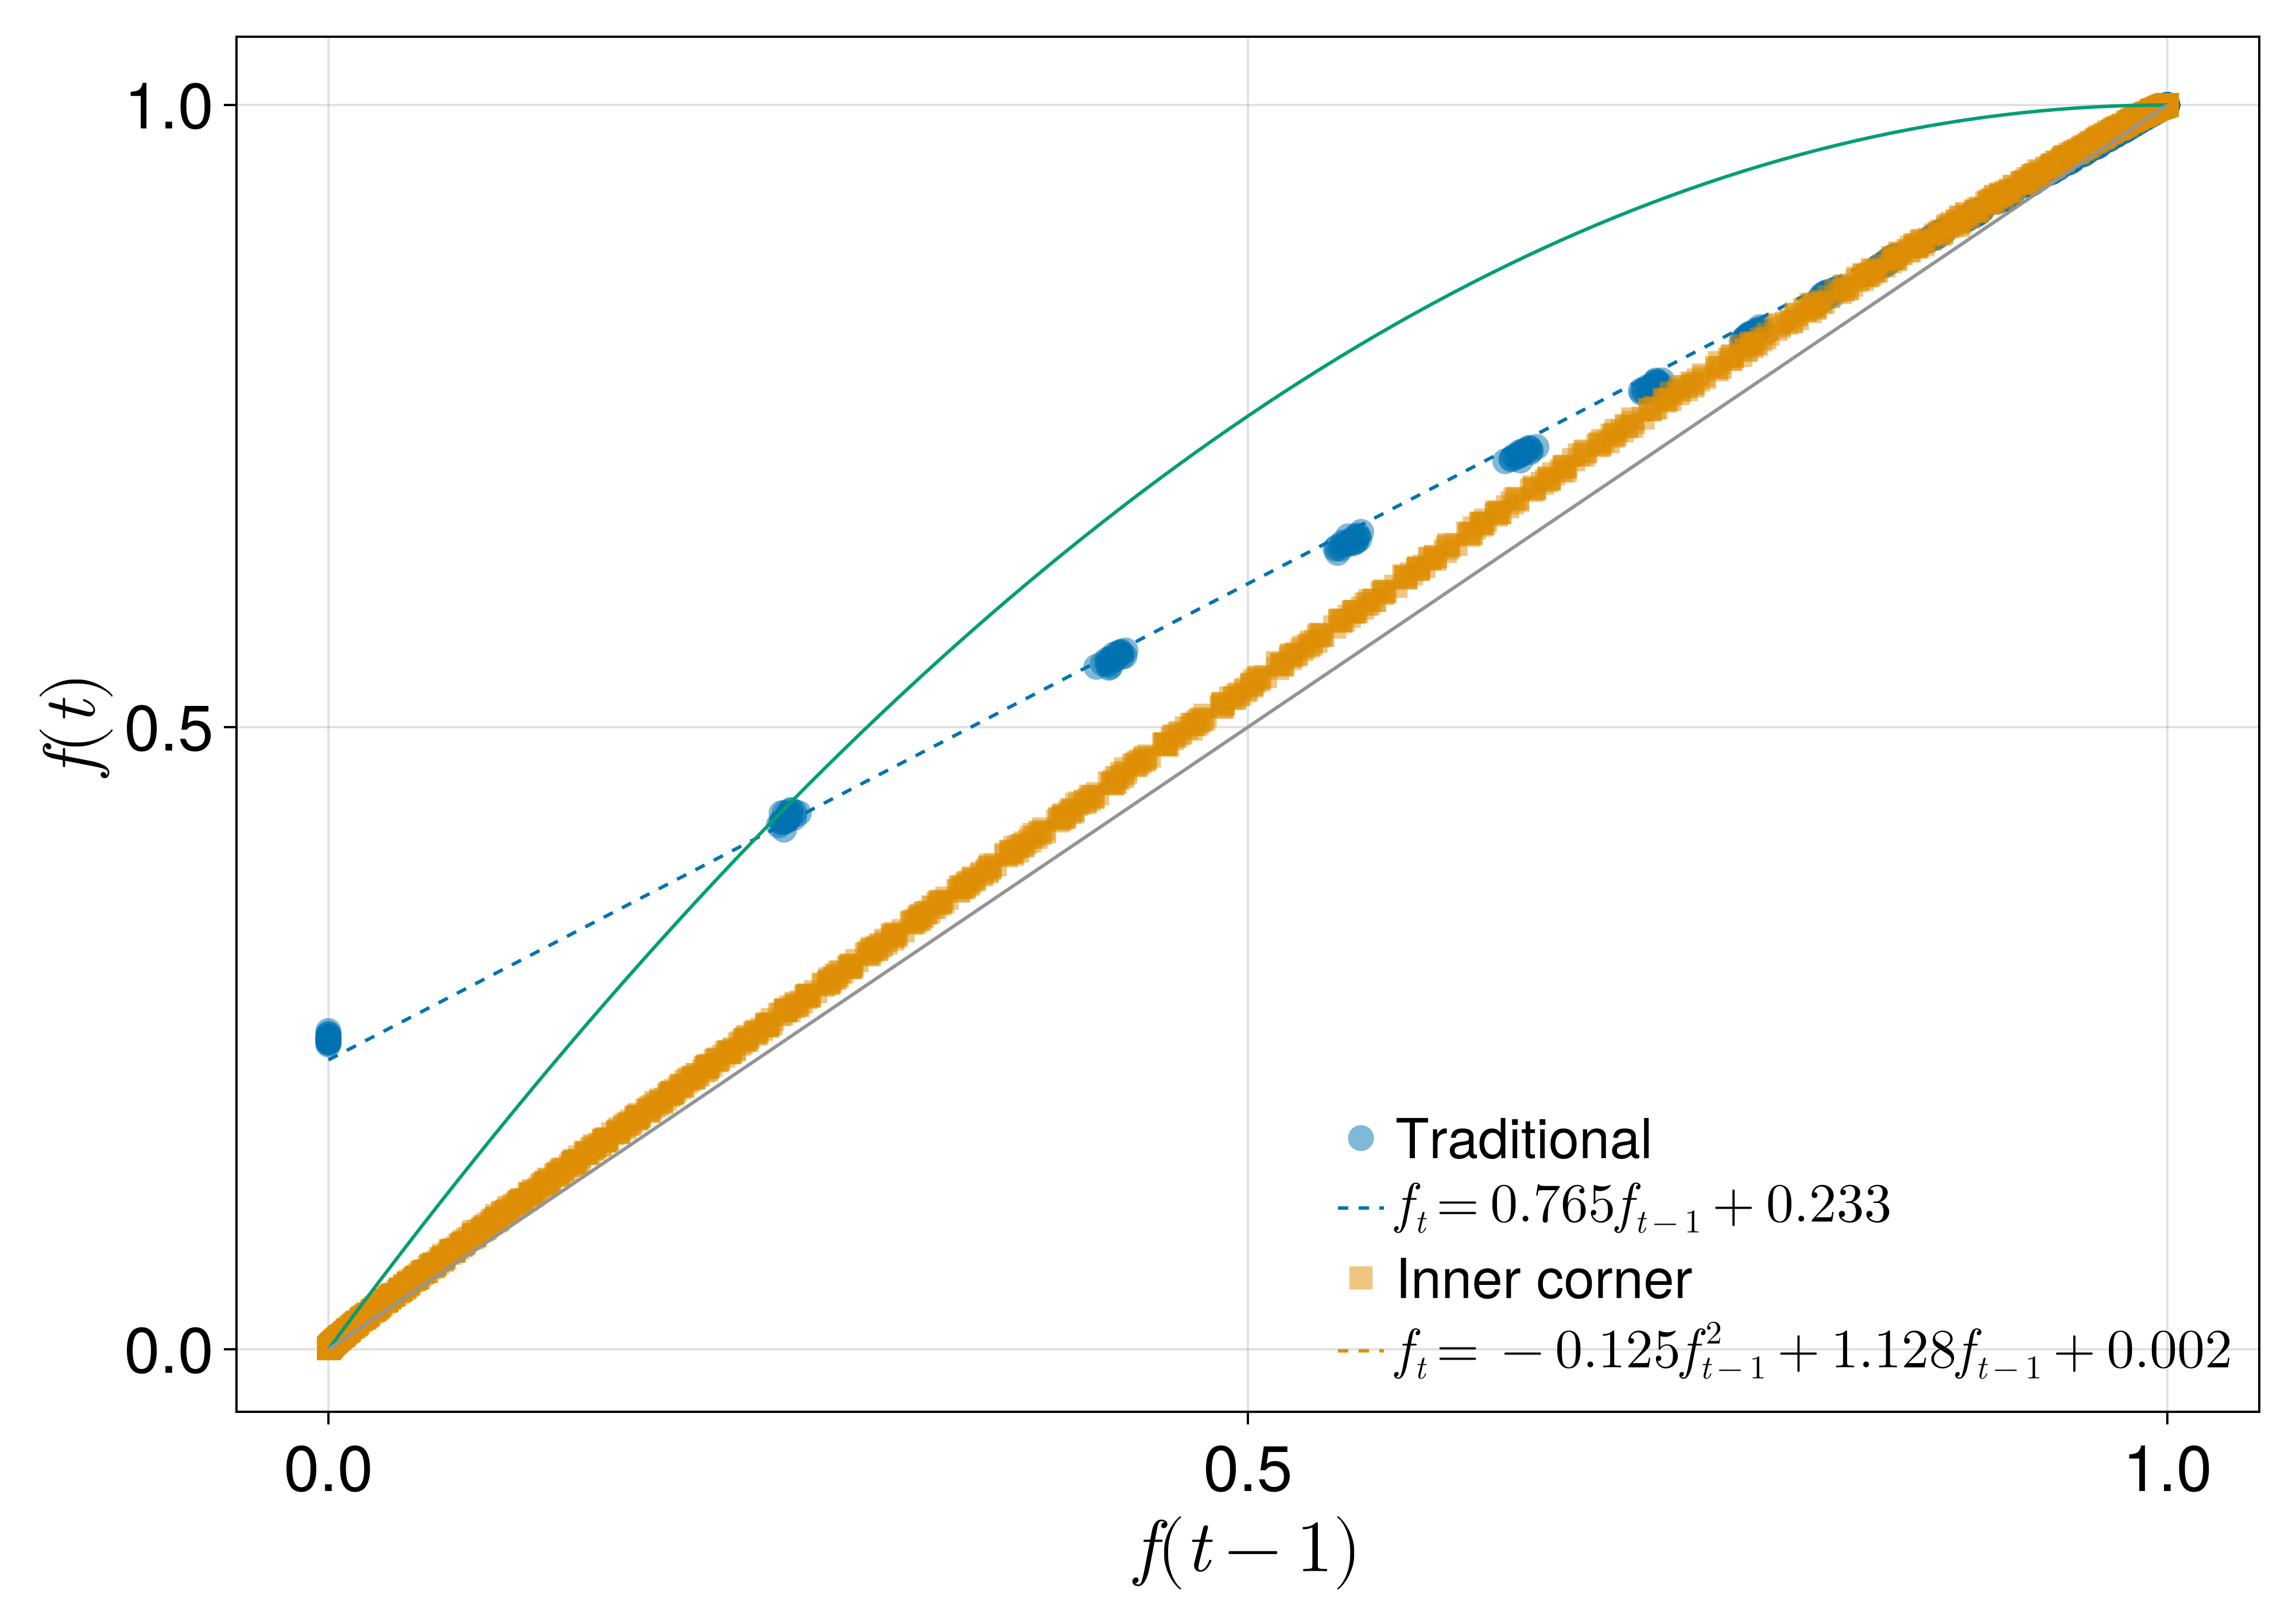 1.0
0.5
0.0
f(t)
Traditional
f_t = 0.765f_{t-1} + 0.233
Inner corner
f_t = -0.125f^2_{t-1} + 1.128f_{t-1} + 0.002
0.0 0.5 1.0
f(t-1)